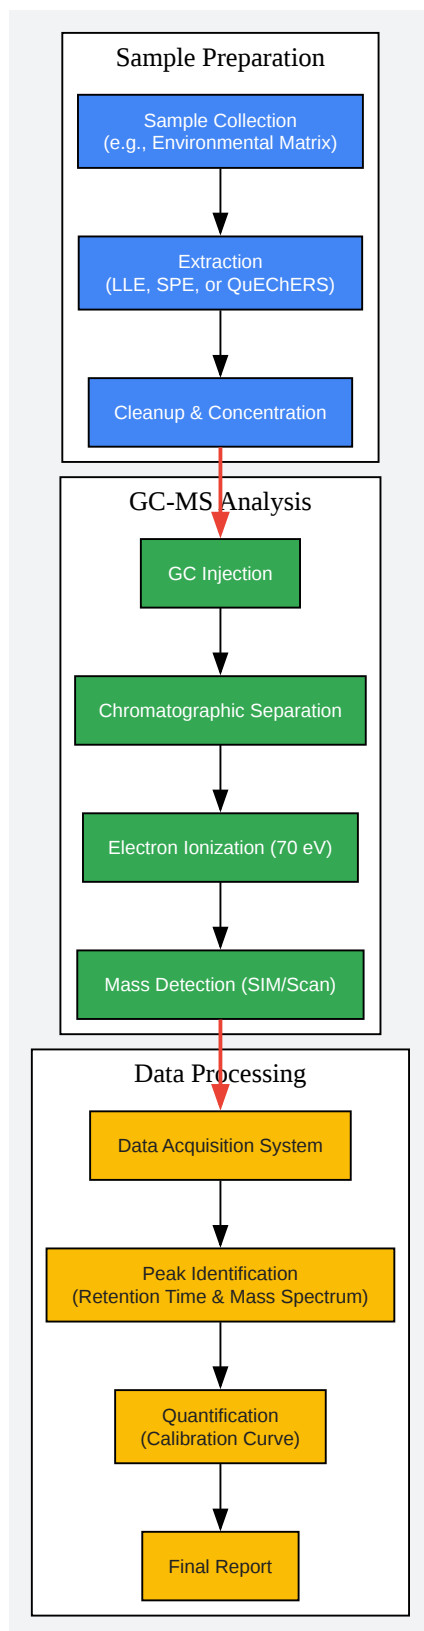 Sample Preparation
Sample Collection
(e.g., Environmental Matrix)
Extraction
(LLE, SPE, or QuEChERS)
Cleanup & Concentration
GC-MS Analysis
GC Injection
Chromatographic Separation
Electron Ionization (70 eV)
Mass Detection (SIM/Scan)
Data Processing
Data Acquisition System
Peak Identification
(Retention Time & Mass Spectrum)
Quantification
(Calibration Curve)
Final Report